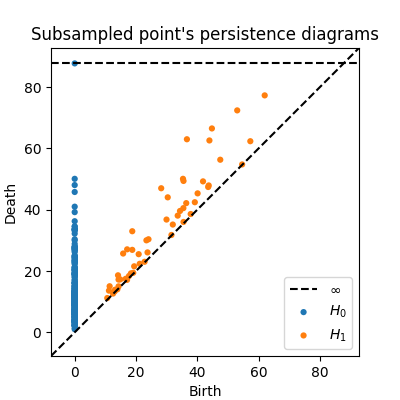 Subsampled point's persistence diagrams
Death
80
60
40
20
0
0 20 40 60 80
Birth
∞
H₀
H₁